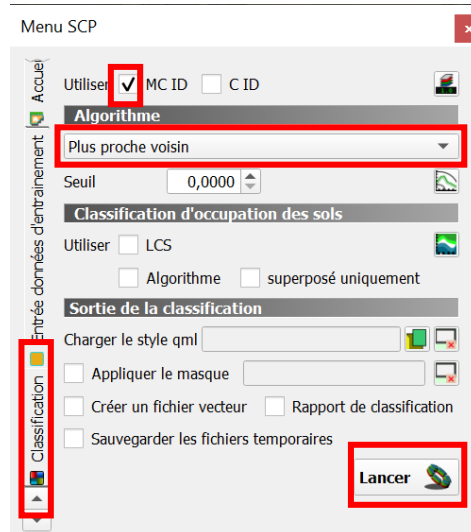 Menu SCP
Utiliser MC ID C ID
Algorithme
Plus proche voisin
Seuil 0,0000
Classification d'occupation des sols
Utiliser LCS
Algorithme superposé uniquement
Sortie de la classification
Charger le style qml
Appliquer le masque
Créer un fichier vecteur Rapport de classification
Sauvegarder les fichiers temporaires
Lancer
Accuei
Entrée données d'entrainement
Classification